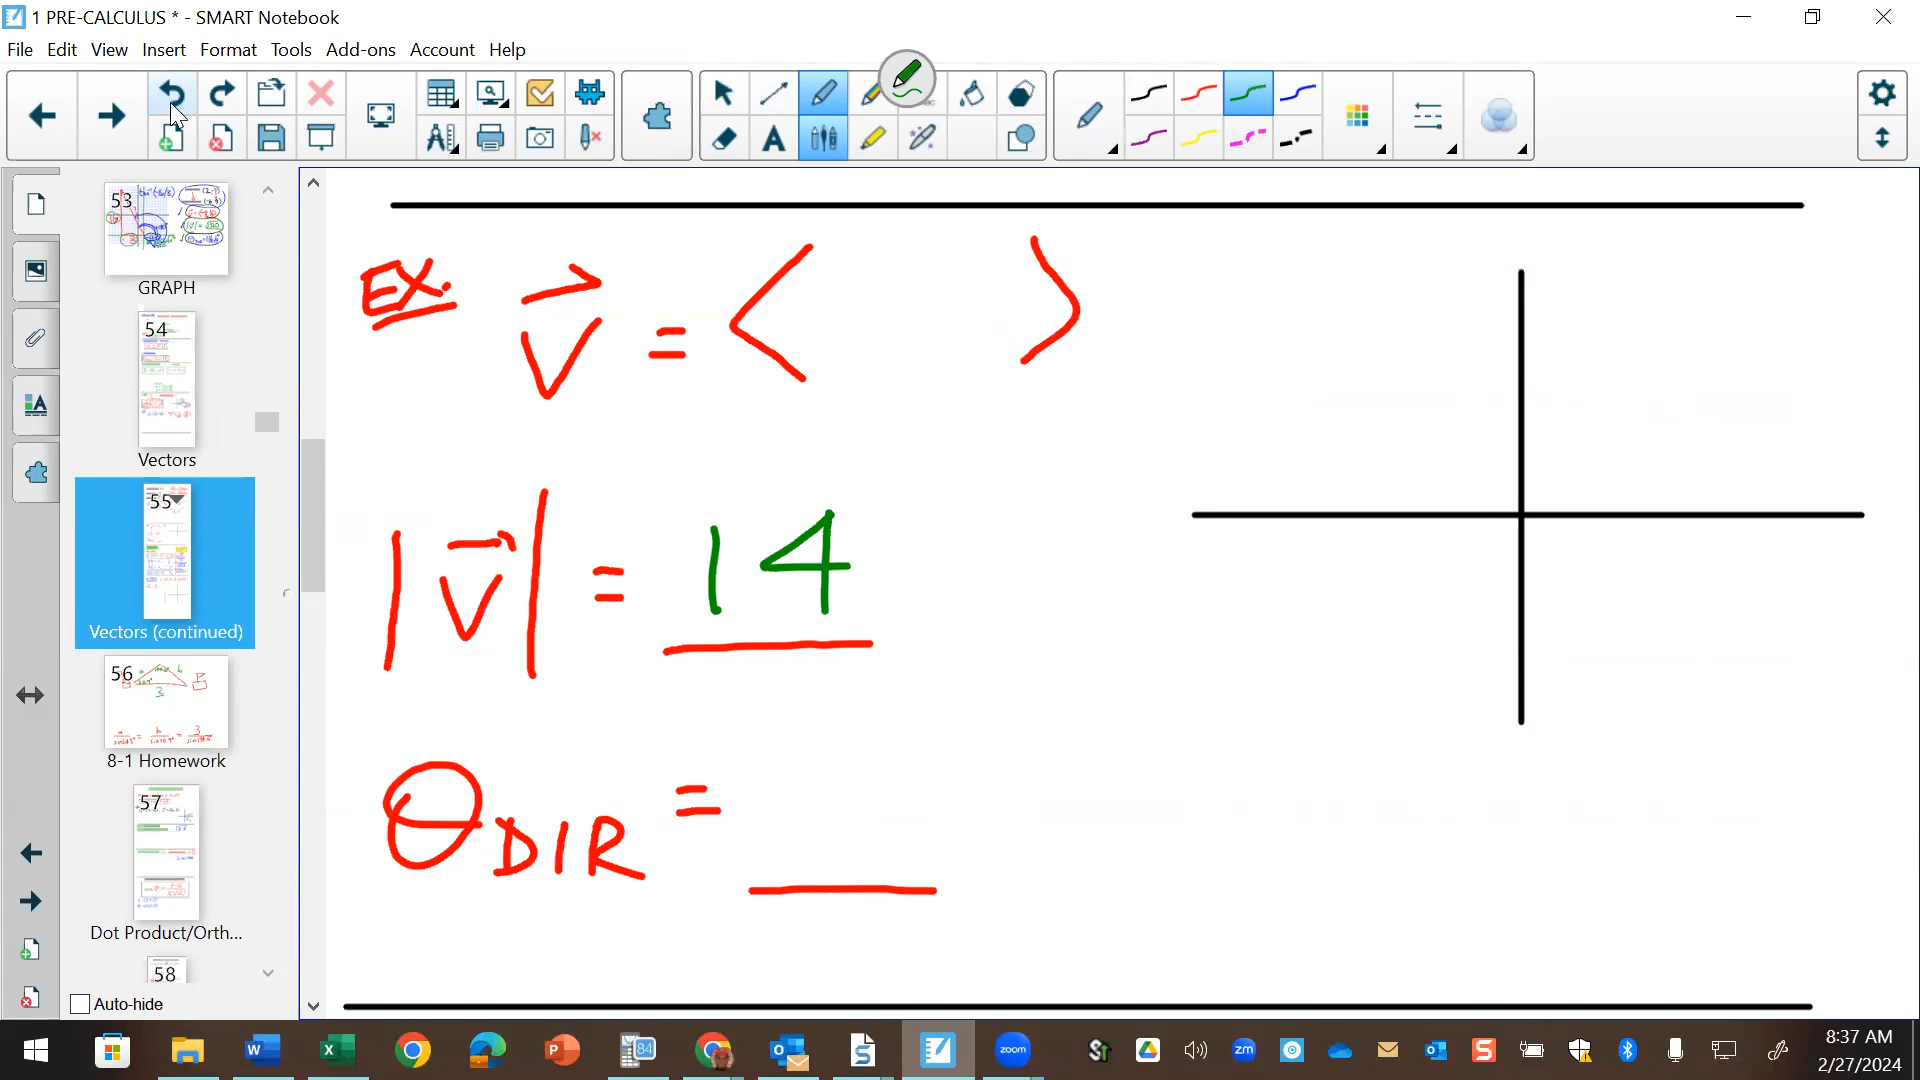 1 PRE-CALCULUS * - SMART Notebook
File Edit View Insert Format Tools Add-ons Account Help
53
GRAPH
54
Vectors
55
Vectors (continued)
56
8-1 Homework
57
Dot Product/Orth...
58
Auto-hide
EX. V = < >
|V| = 14
θ DIR =
8:37 AM
2/27/2024